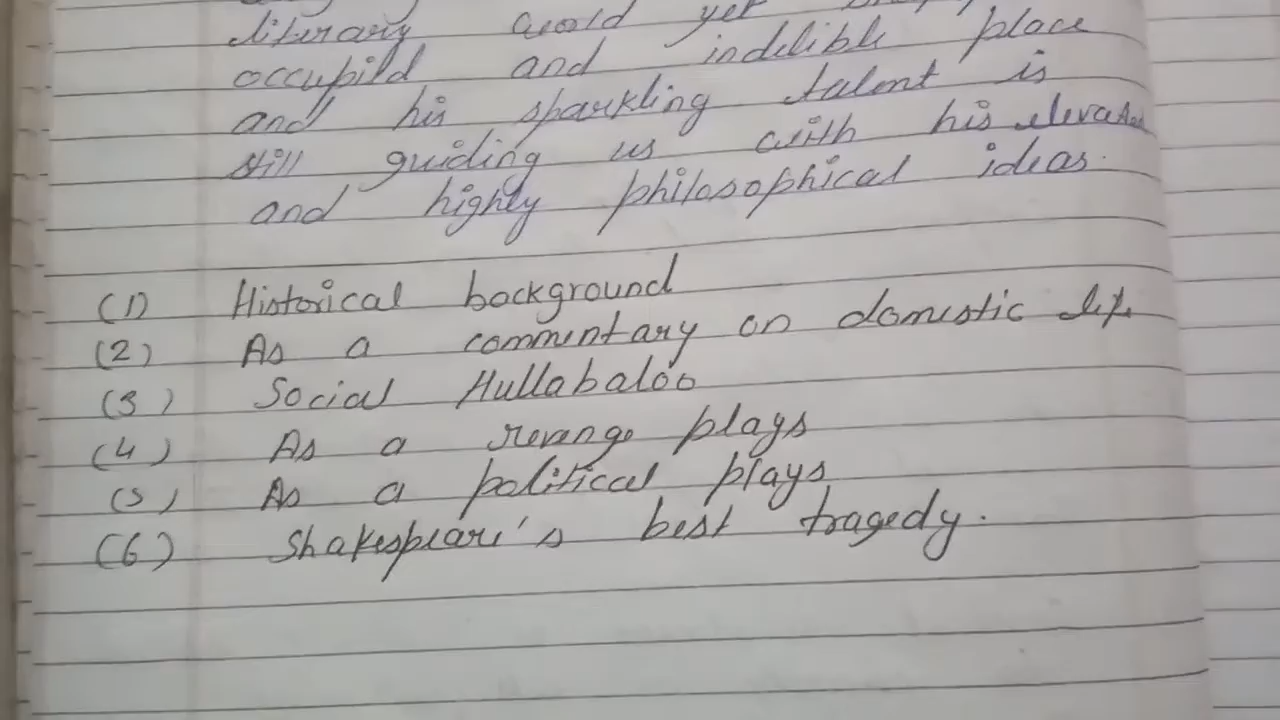 literary world yet
occupild and indelible place
and his sparkling talent is
still guiding us with his elevated
and highly philosophical ideas.
(1) Historical background
(2) As a commentary on domestic life
(3) Social Hullabaloo
(4) As a revenge plays
(5) As a political plays
(6) Shakespeare's best tragedy.